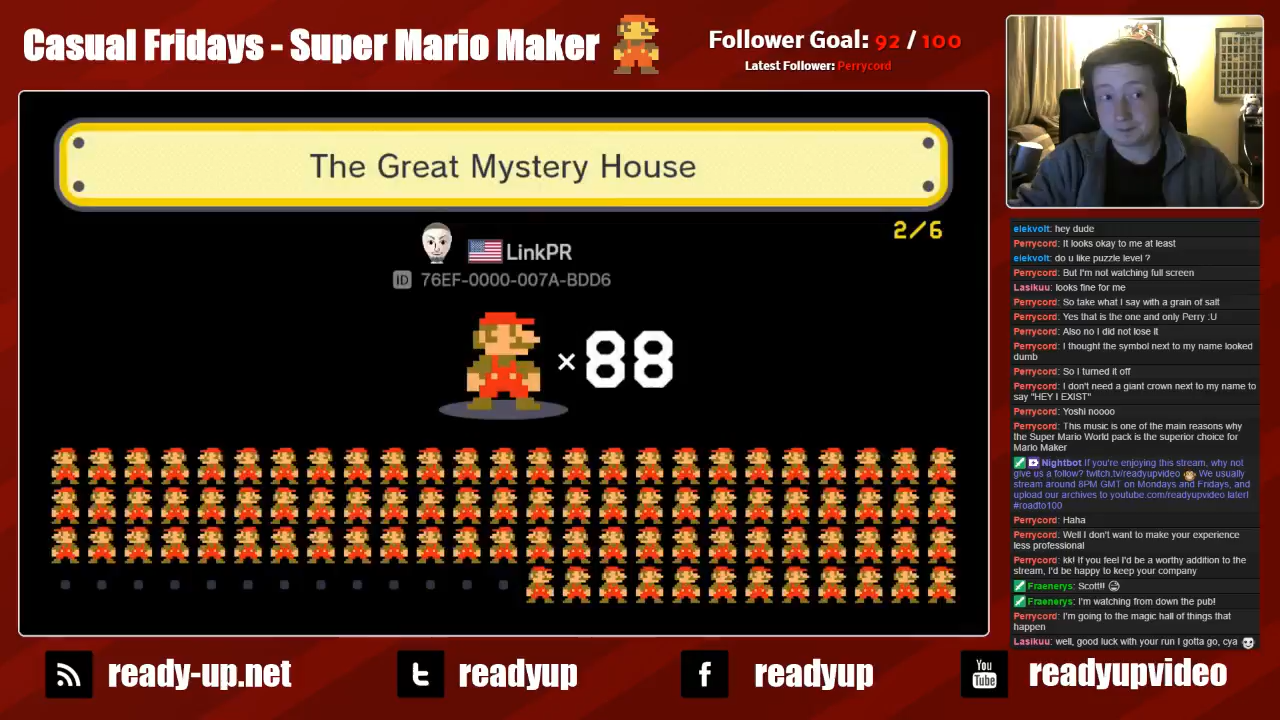 Casual Fridays - Super Mario Maker
Follower Goal: 92 / 100
Latest Follower: Perrycord
The Great Mystery House
2/6
LinkPR
ID 76EF-0000-007A-BDD6
×88
elekvolt: hey dude
Perrycord: It looks okay to me at least
elekvolt: do u like puzzle level ?
Perrycord: But I'm not watching full screen
Lasikuu: looks fine for me
Perrycord: So take what I say with a grain of salt
Perrycord: Yes that is the one and only Perry :U
Perrycord: Also no I did not lose it
Perrycord: I thought the symbol next to my name looked
dumb
Perrycord: So I turned it off
Perrycord: I don't need a giant crown next to my name to
say "HEY I EXIST"
Perrycord: Yoshi noooo
Perrycord: This music is one of the main reasons why
the Super Mario World pack is the superior choice for
Mario Maker
Nightbot If you're enjoying this stream, why not
give us a follow? twitch.tv/readyupvideo We usually
stream around 8PM GMT on Mondays and Fridays, and
upload our archives to youtube.com/readyupvideo later!
#roadto100
Perrycord: Haha
Perrycord: Well I don't want to make your experience
less professional
Perrycord: kk! If you feel I'd be a worthy addition to the
stream, I'd be happy to keep your company
Fraenerys: Scott!!
Fraenerys: I'm watching from down the pub!
Perrycord: I'm going to the magic hall of things that
happen
Lasikuu: well, good luck with your run I gotta go, cya
ready-up.net
readyup
readyup
You Tube readyupvideo